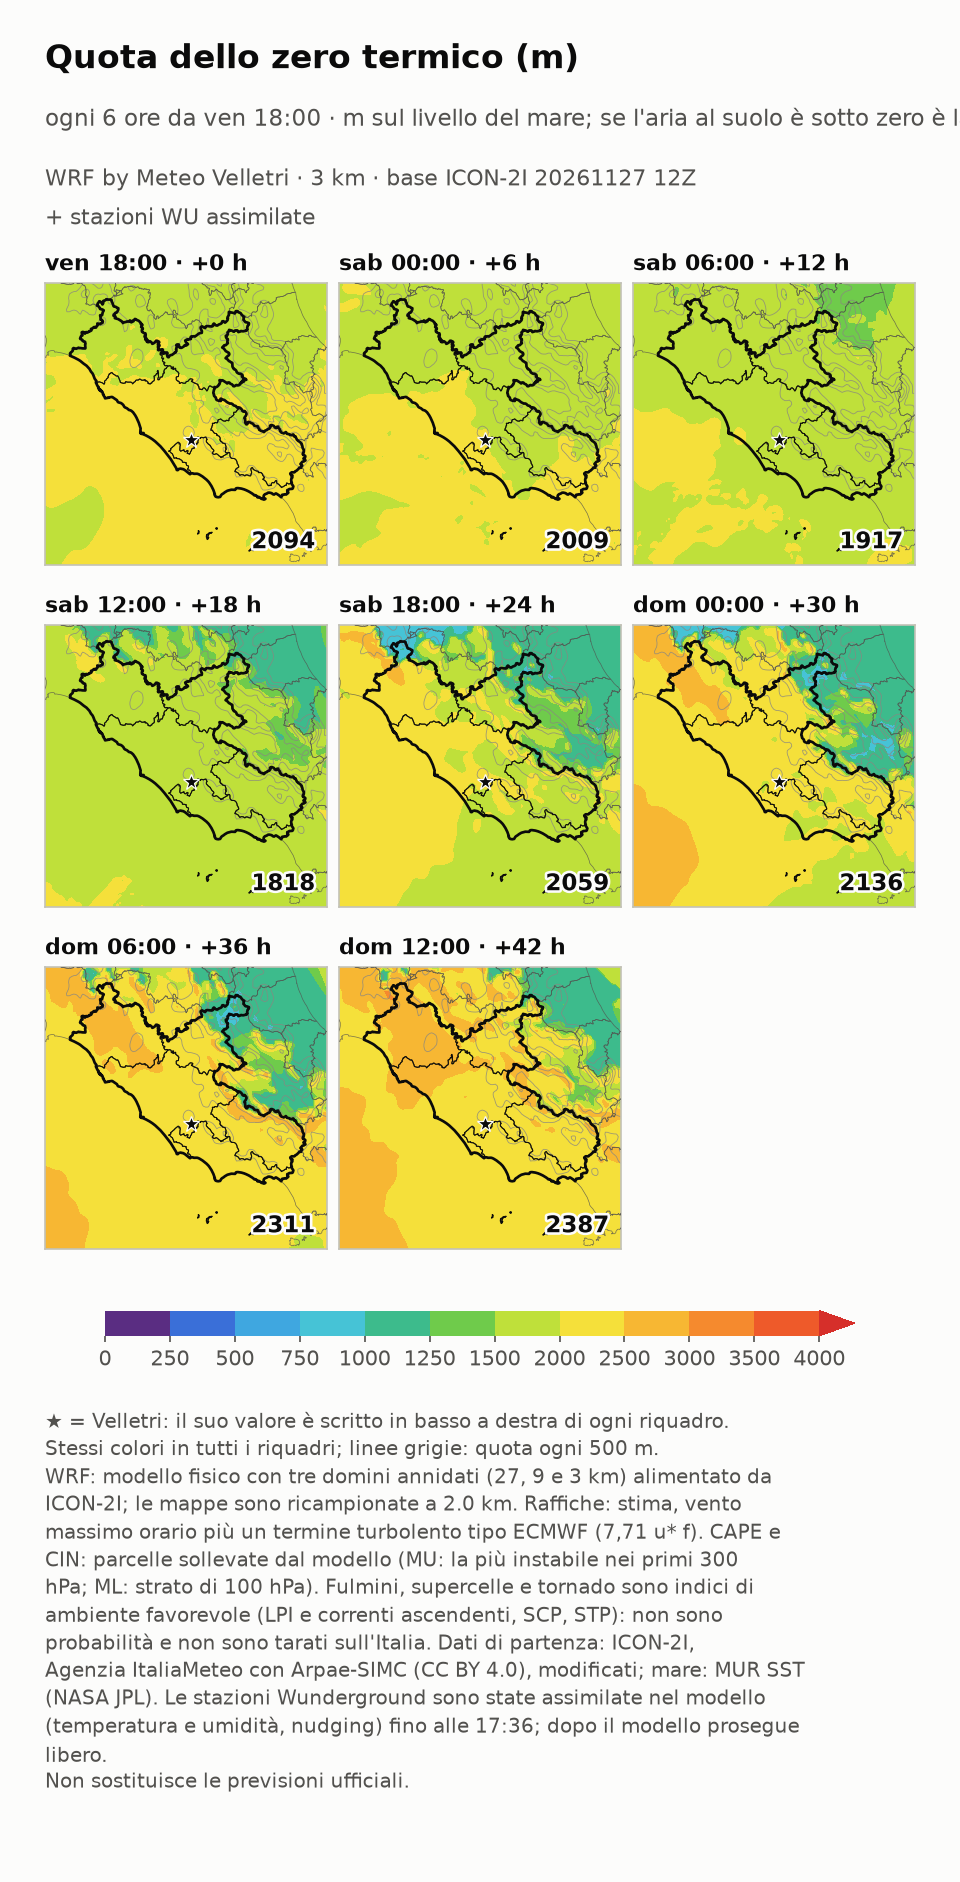 Quota dello zero termico (m)
ogni 6 ore da ven 18:00 · m sul livello del mare; se l'aria al suolo è sotto zero è l
WRF by Meteo Velletri · 3 km · base ICON-2I 20261127 12Z
+ stazioni WU assimilate
ven 18:00 · +0 h
sab 00:00 · +6 h
sab 06:00 · +12 h
2094
2009
1917
sab 12:00 · +18 h
sab 18:00 · +24 h
dom 00:00 · +30 h
1818
2059
2136
dom 06:00 · +36 h
dom 12:00 · +42 h
2311
2387
0 250 500 750 1000 1250 1500 2000 2500 3000 3500 4000
★ = Velletri: il suo valore è scritto in basso a destra di ogni riquadro.
Stessi colori in tutti i riquadri; linee grigie: quota ogni 500 m.
WRF: modello fisico con tre domini annidati (27, 9 e 3 km) alimentato da
ICON-2I; le mappe sono ricampionate a 2.0 km. Raffiche: stima, vento
massimo orario più un termine turbolento tipo ECMWF (7,71 u* f). CAPE e
CIN: parcelle sollevate dal modello (MU: la più instabile nei primi 300
hPa; ML: strato di 100 hPa). Fulmini, supercelle e tornado sono indici di
ambiente favorevole (LPI e correnti ascendenti, SCP, STP): non sono
probabilità e non sono tarati sull'Italia. Dati di partenza: ICON-2I,
Agenzia ItaliaMeteo con Arpae-SIMC (CC BY 4.0), modificati; mare: MUR SST
(NASA JPL). Le stazioni Wunderground sono state assimilate nel modello
(temperatura e umidità, nudging) fino alle 17:36; dopo il modello prosegue
libero.
Non sostituisce le previsioni ufficiali.